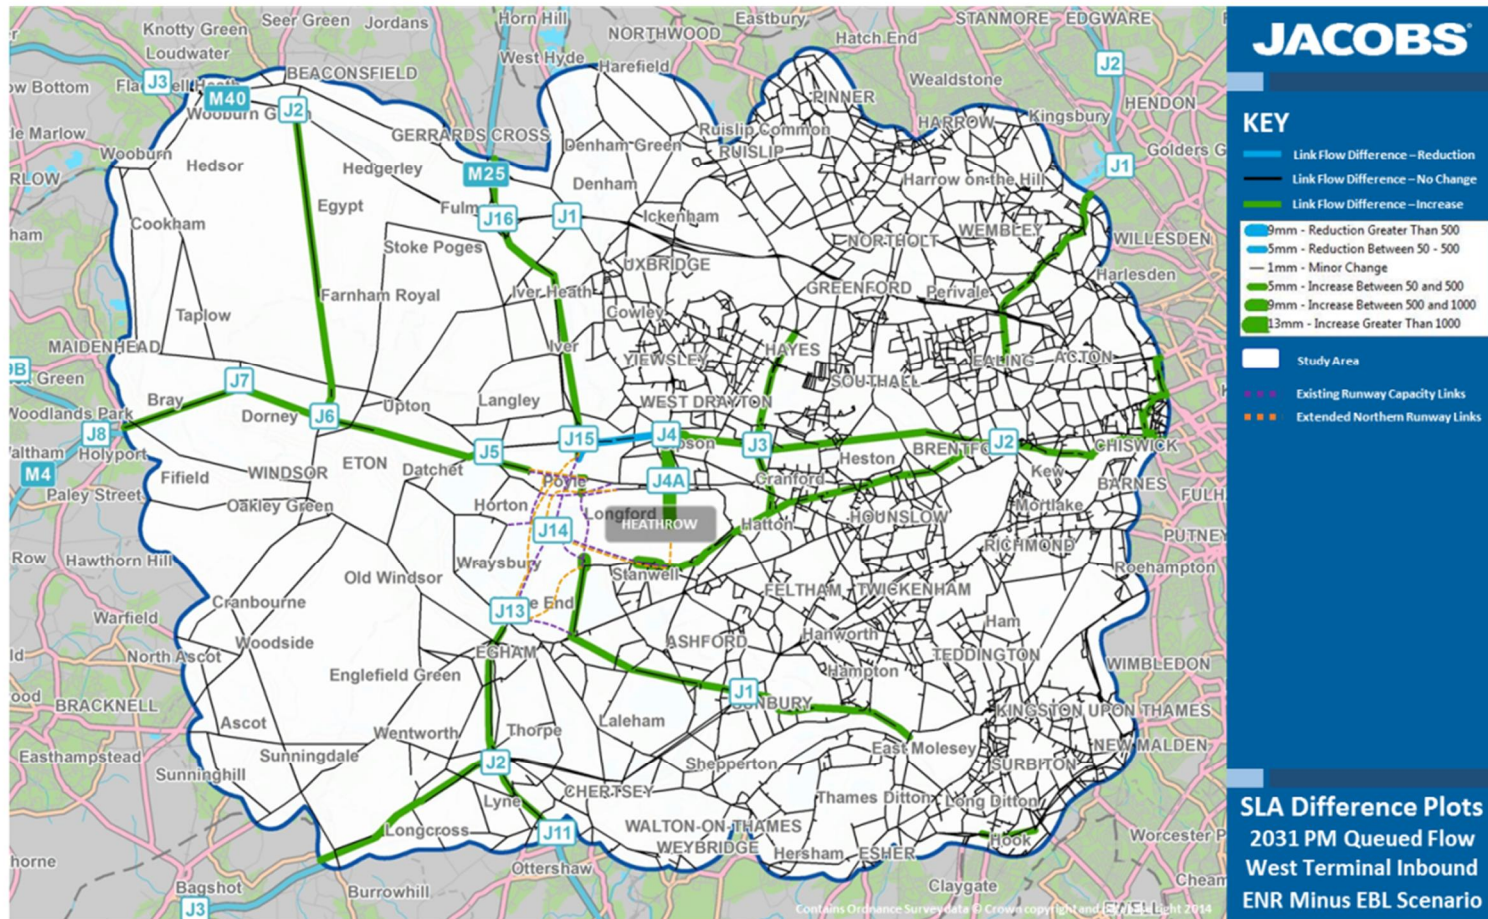 Knotty Green
Seer Green
Jordans
Horn Hill
Eastbury
STANMORE
EDGWARE
Loudwater
West Hyde
NORTHWOOD
Hatch End
J3
BEACONSFIELD
Harefield
Wealdstone
J2
M40
J2
PINNER
HENDON
GERRARDS CROSS
Ruislip Common
HARROW
Kingsbury
Wooburn
Denham Green
RUISLIP
J1
Hedsor
Hedgerley
M25
Denham
Harrow on the Hill
Egypt
J16
J1
Ickenham
Cookham
Stoke Poges
NORTHOLT
WEMBLEY
WILLESDEN
UXBRIDGE
Harlesden
Farnham Royal
Iver Heath
GREENFORD
Perivale
Taplow
Cowley
MAIDENHEAD
Iver
YIEWSLEY
HAYES
EALING
ACTON
J7
SOUTHALL
Bray
Dorney
J6
Upton
Langley
WEST DRAYTON
Woodlands Park
J8
J15
J4
J3
J2
CHISWICK
Holyport
J5
Heston
Kew
M4
Fifield
WINDSOR
ETON
Datchet
Poyle
J4A
Cranford
BARNES
Paley Street
Oakley Green
Horton
Longford
HEATHROW
Hatton
HOUNSLOW
Mortlake
J14
RICHMOND
PUTNEY
Hawthorn Hill
Wraysbury
Stanwell
Roehampton
Old Windsor
FELTHAM
TWICKENHAM
Cranbourne
J13
Warfield
Ham
Woodside
ASHFORD
Hanworth
TEDDINGTON
North Ascot
EGHAM
WIMBLEDON
Englefield Green
J1
Hampton
BRACKNELL
KINGSTON UPON THAMES
Ascot
Wentworth
Thorpe
Laleham
East Molesey
NEW MALDEN
Easthampstead
Sunningdale
J2
Shepperton
SURBITON
Sunninghill
Lyne
CHERTSEY
Thames Ditton
Long Ditton
Longcross
J11
WALTON-ON-THAMES
Hook
Worcester P
WEYBRIDGE
Hersham
ESHER
Ottershaw
Bagshot
Burrowhill
Claygate
J3
Contains Ordnance Survey data © Crown copyright and
JACOBS
KEY
Link Flow Difference – Reduction
Link Flow Difference – No Change
Link Flow Difference – Increase
9mm - Reduction Greater Than 500
5mm - Reduction Between 50 - 500
1mm - Minor Change
5mm - Increase Between 50 and 500
9mm - Increase Between 500 and 1000
13mm - Increase Greater Than 1000
Study Area
Existing Runway Capacity Links
Extended Northern Runway Links
SLA Difference Plots
2031 PM Queued Flow
West Terminal Inbound
ENR Minus EBL Scenario